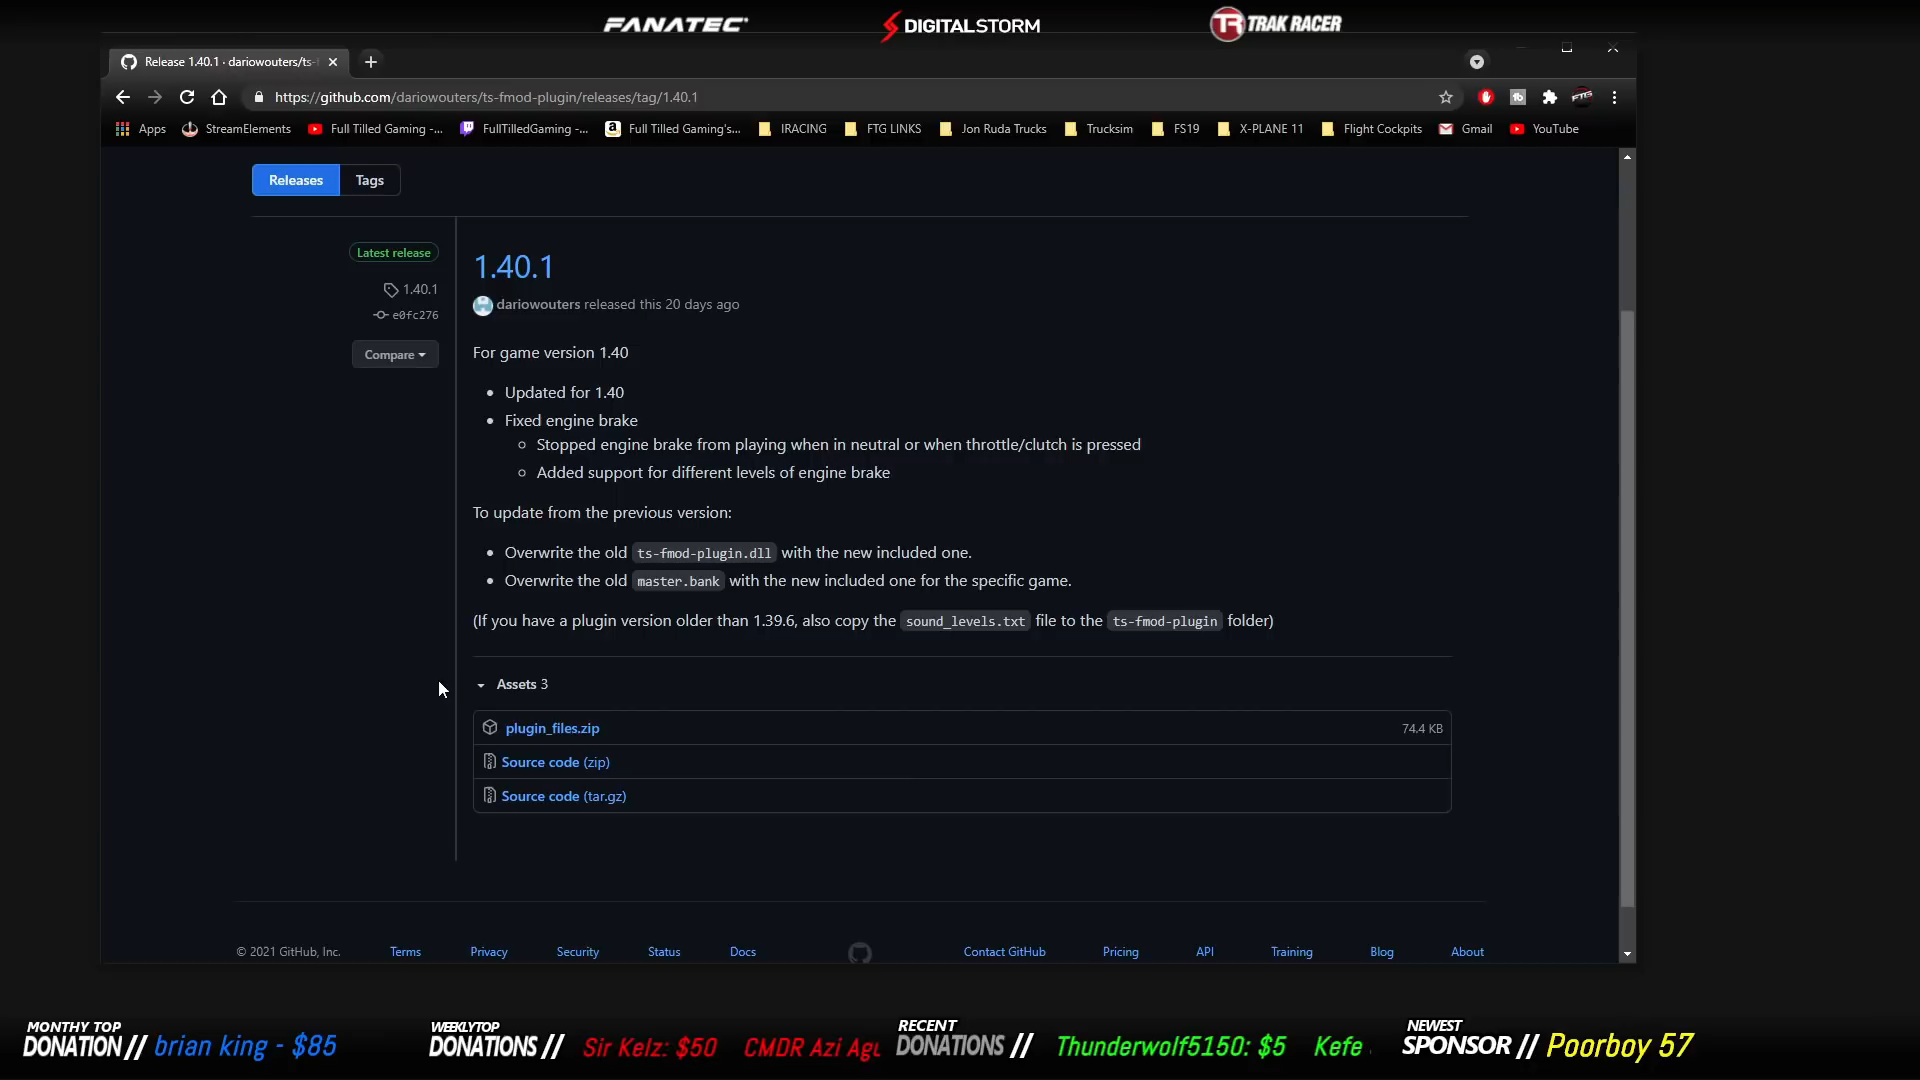 FANATEC
DIGITALSTORM
TR TRAK RACER
Release 1.40.1 · dariowouters/ts-
https://github.com/dariowouters/ts-fmod-plugin/releases/tag/1.40.1
Apps StreamElements Full Tilled Gaming -... FullTilledGaming -... Full Tilled Gaming's... IRACING FTG LINKS Jon Ruda Trucks Trucksim FS19 X-PLANE 11 Flight Cockpits Gmail YouTube
Releases Tags
Latest release
1.40.1
e0fc276
Compare
1.40.1
dariowouters released this 20 days ago
For game version 1.40
Updated for 1.40
Fixed engine brake
Stopped engine brake from playing when in neutral or when throttle/clutch is pressed
Added support for different levels of engine brake
To update from the previous version:
Overwrite the old ts-fmod-plugin.dll with the new included one.
Overwrite the old master.bank with the new included one for the specific game.
(If you have a plugin version older than 1.39.6, also copy the sound_levels.txt file to the ts-fmod-plugin folder)
Assets 3
plugin_files.zip 74.4 KB
Source code (zip)
Source code (tar.gz)
© 2021 GitHub, Inc. Terms Privacy Security Status Docs Contact GitHub Pricing API Training Blog About
MONTHY TOP
DONATION // brian king - $85
WEEKLY TOP
DONATIONS // Sir Kelz: $50 CMDR Azi Agu
RECENT
DONATIONS // Thunderwolf5150: $5 Kefe
NEWEST
SPONSOR // Poorboy 57